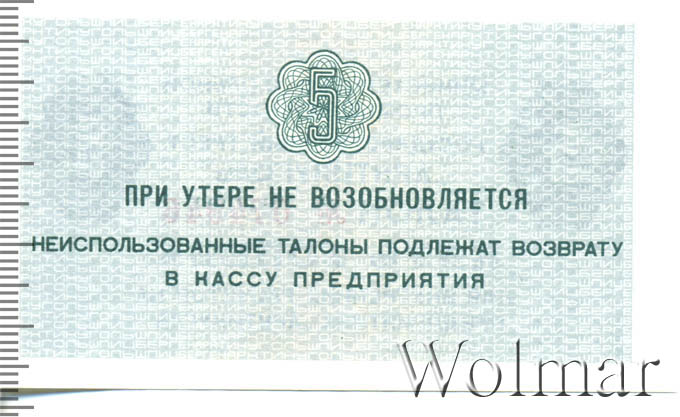 5
ПРИ УТЕРЕ НЕ ВОЗОБНОВЛЯЕТСЯ
НЕИСПОЛЬЗОВАННЫЕ ТАЛОНЫ ПОДЛЕЖАТ ВОЗВРАТУ
В КАССУ ПРЕДПРИЯТИЯ
Wolmar